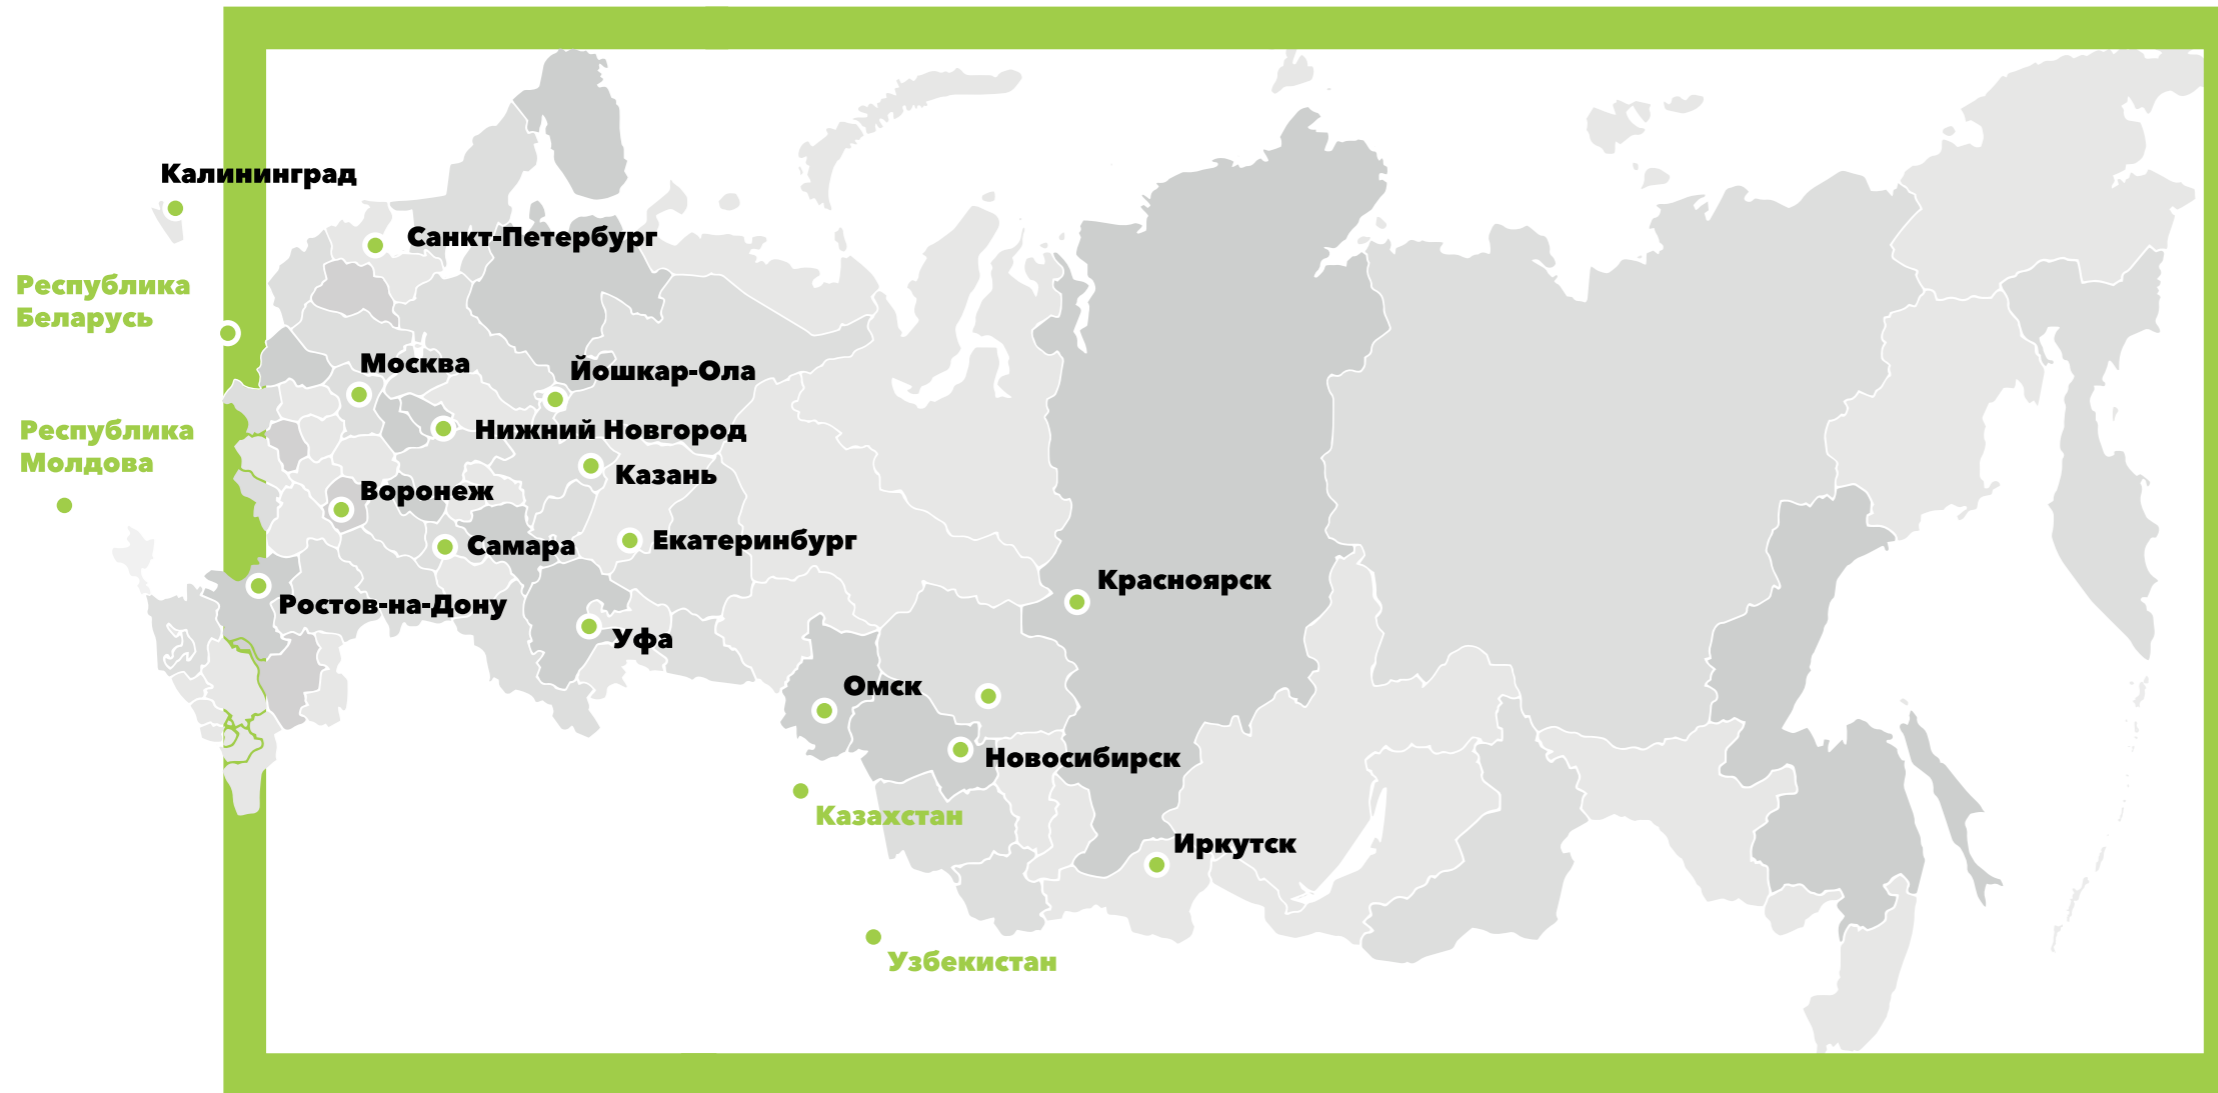 Калининград
Санкт-Петербург
Республика
Беларусь
Москва
Йошкар-Ола
Республика
Молдова
Нижний Новгород
Казань
Воронеж
Самара
Екатеринбург
Красноярск
Ростов-на-Дону
Уфа
Омск
Новосибирск
Казахстан
Иркутск
Узбекистан